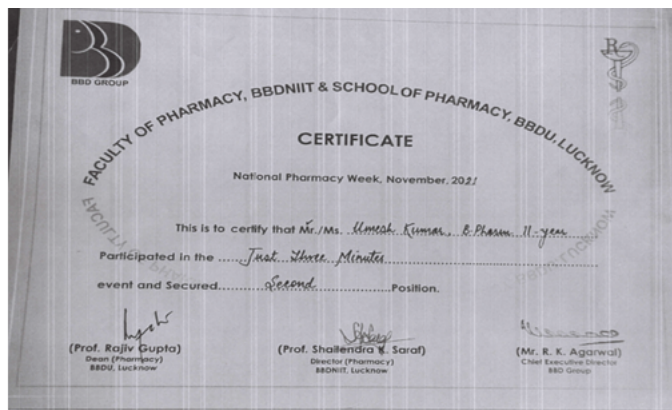 BBD GROUP
FACULTY OF PHARMACY, BBDNIIT & SCHOOL OF PHARMACY, BBDU, LUCKNOW
CERTIFICATE
National Pharmacy Week, November, 2021
This is to certify that Mr./Ms. Umesh Kumar, B.Pharm II-year
Participated in the ..... Just Three Minutes
event and Secured.......... Second ..........Position.
(Prof. Rajiv Gupta)
Dean (Pharmacy)
BBDU, Lucknow
(Prof. Shailendra K. Saraf)
Director (Pharmacy)
BBDNIIT, Lucknow
(Mr. R. K. Agarwal)
Chief Executive Director
BBD Group